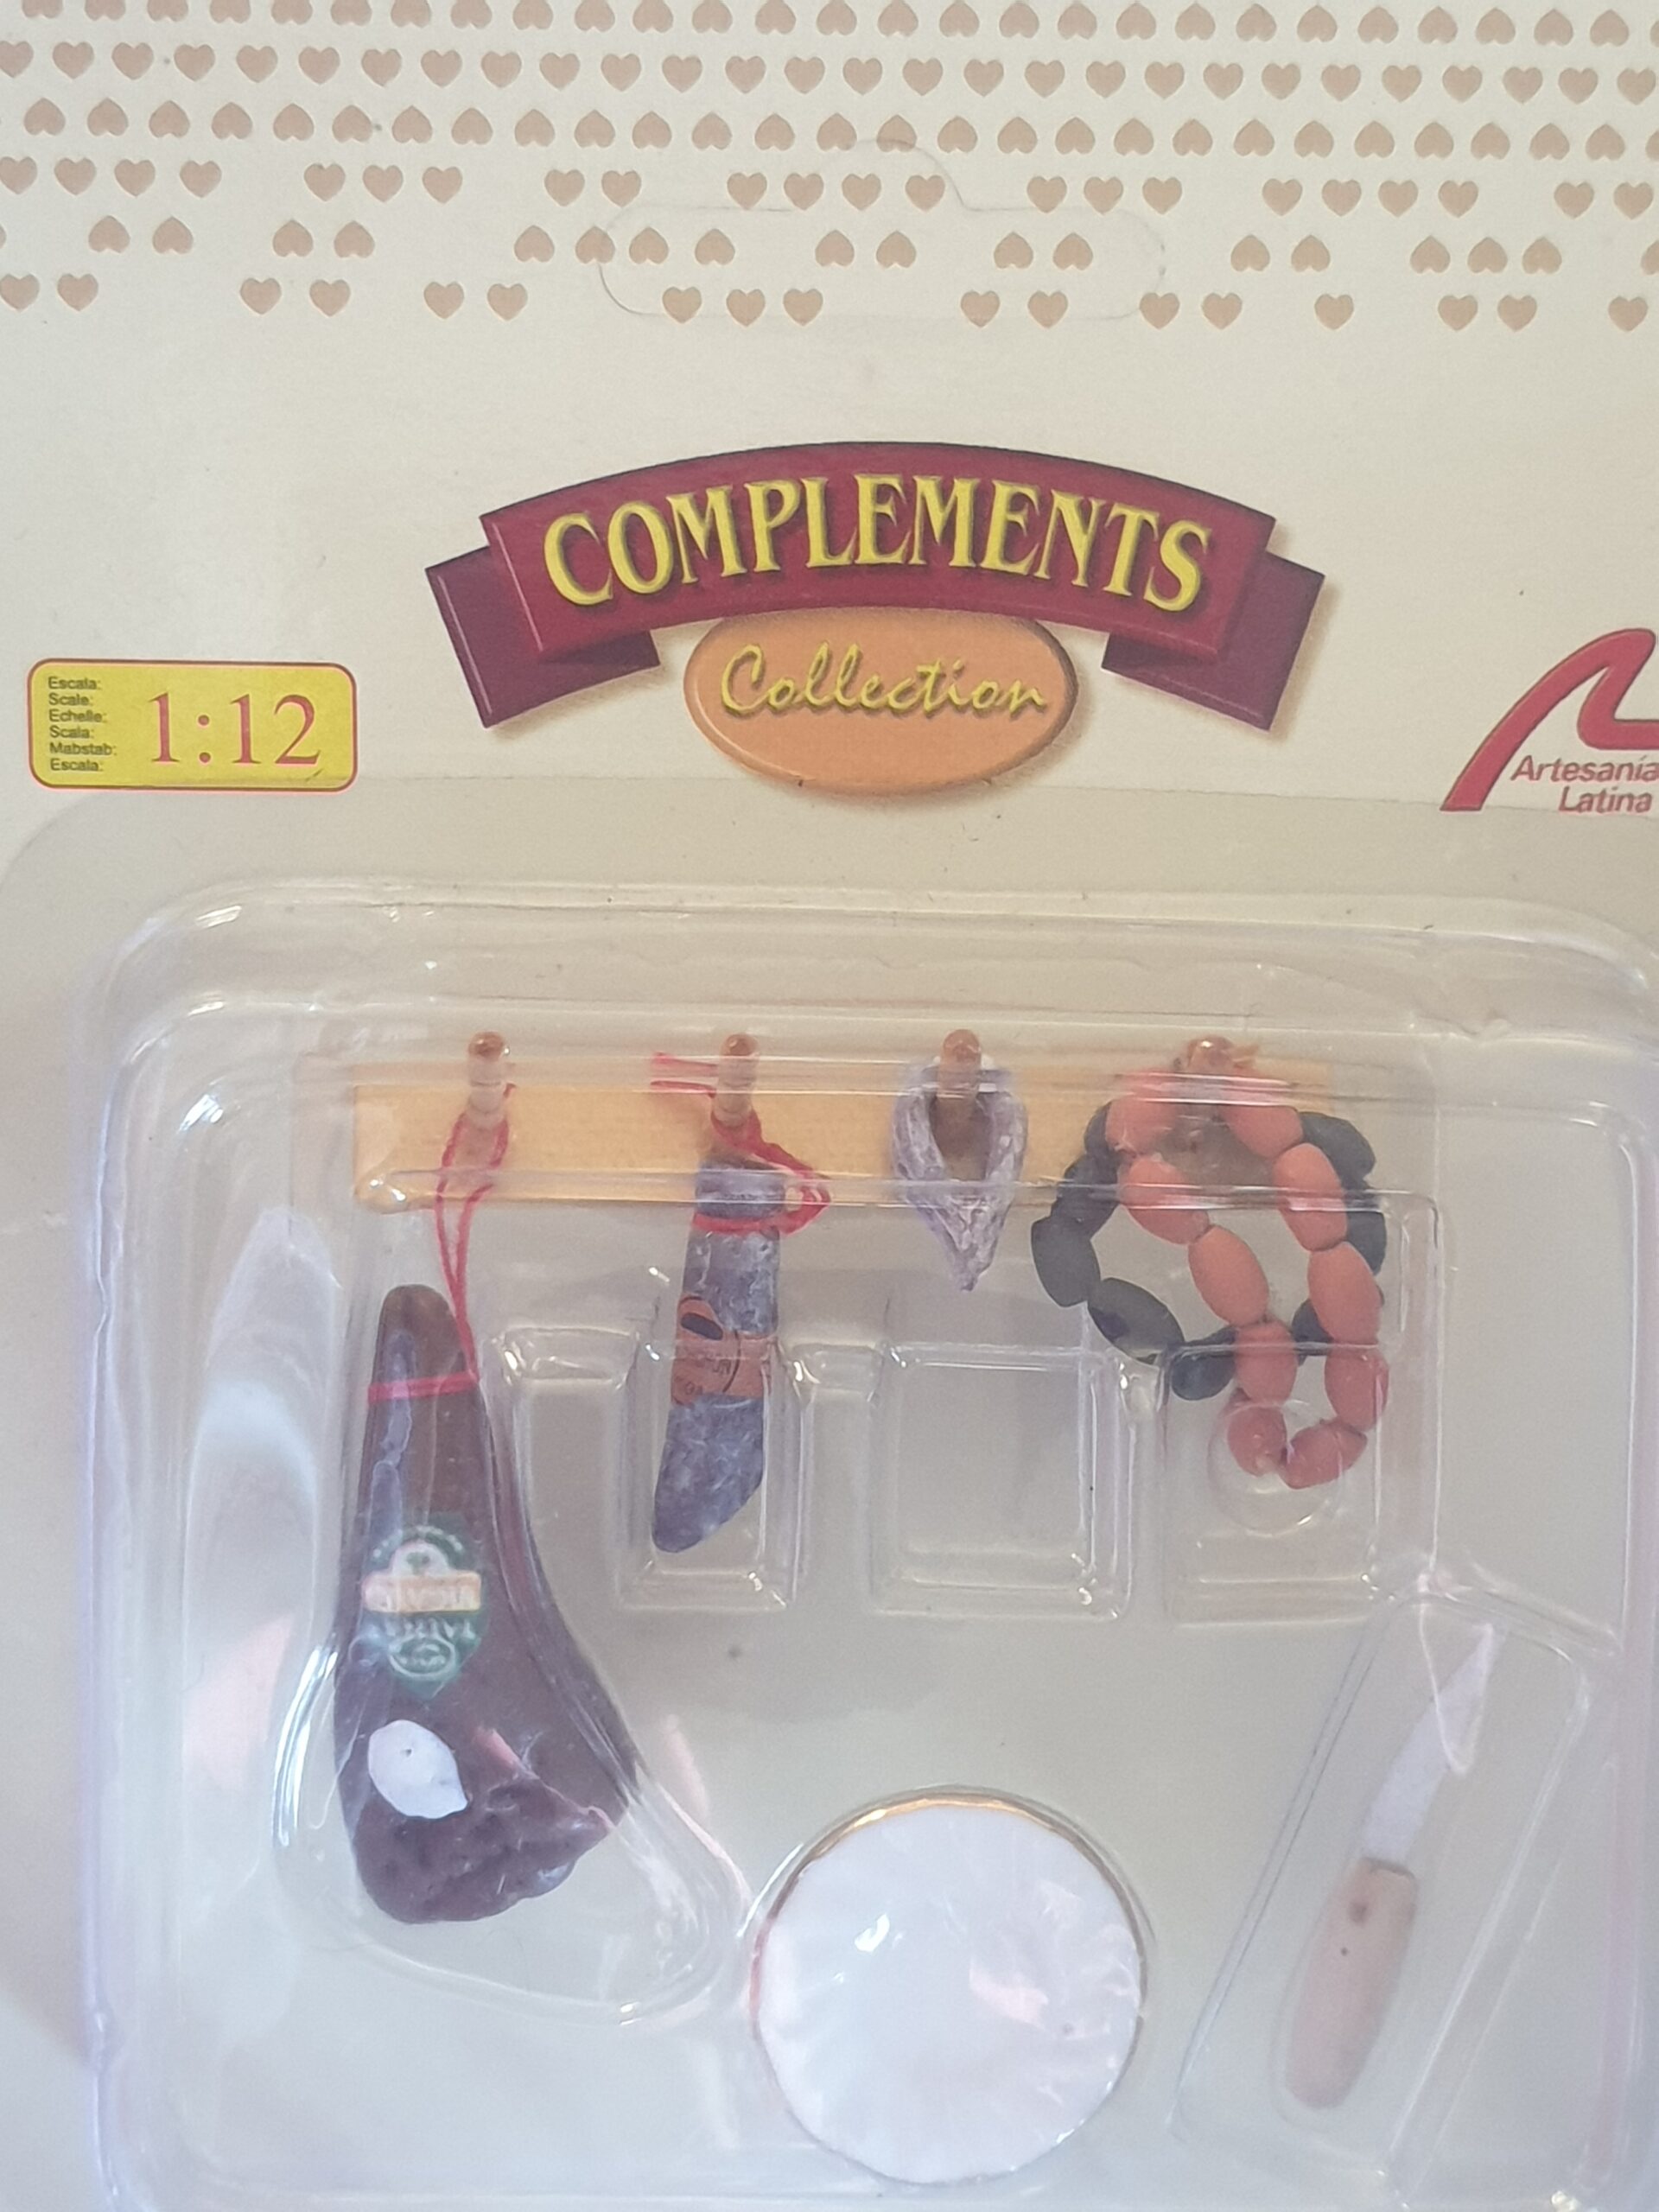 COMPLEMENTS
Collection
Escala:
Scale:
Echelle:
Scala:
Mabstab:
Escala:
1:12
Artesanía
Latina